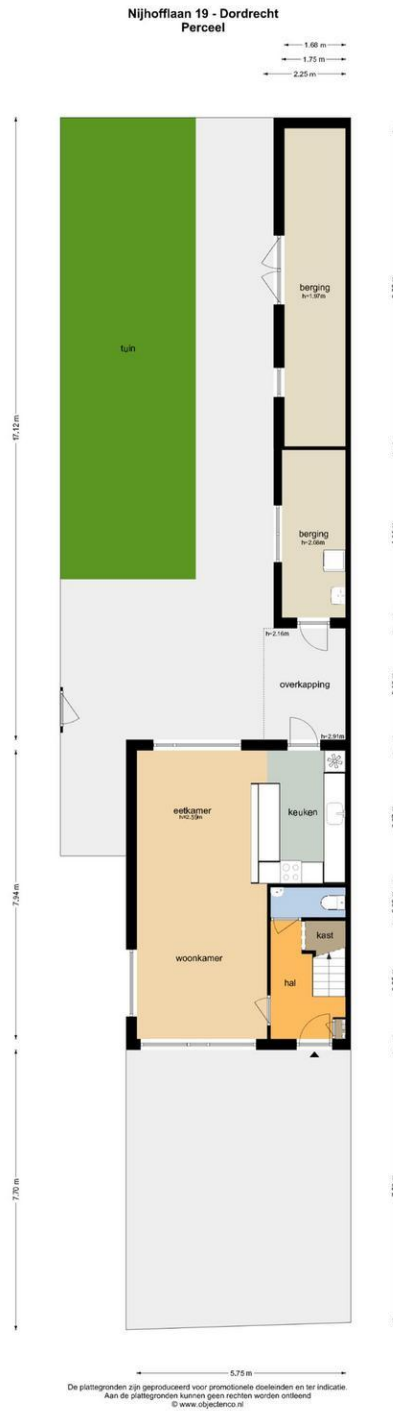 Nijhofflaan 19 - Dordrecht
Perceel
1.68 m
1.75 m
2.25 m
berging
h=1.97m
tuin
17,12 m
berging
h=2.08m
h=2.16m
overkapping
h=2.91m
eetkamer
h=2.59m
keuken
7,94 m
kast
woonkamer
hal
7,70 m
5,75 m
De plattegronden zijn geproduceerd voor promotionele doeleinden en ter indicatie.
Aan de plattegronden kunnen geen rechten worden ontleend
© www.objectenco.nl